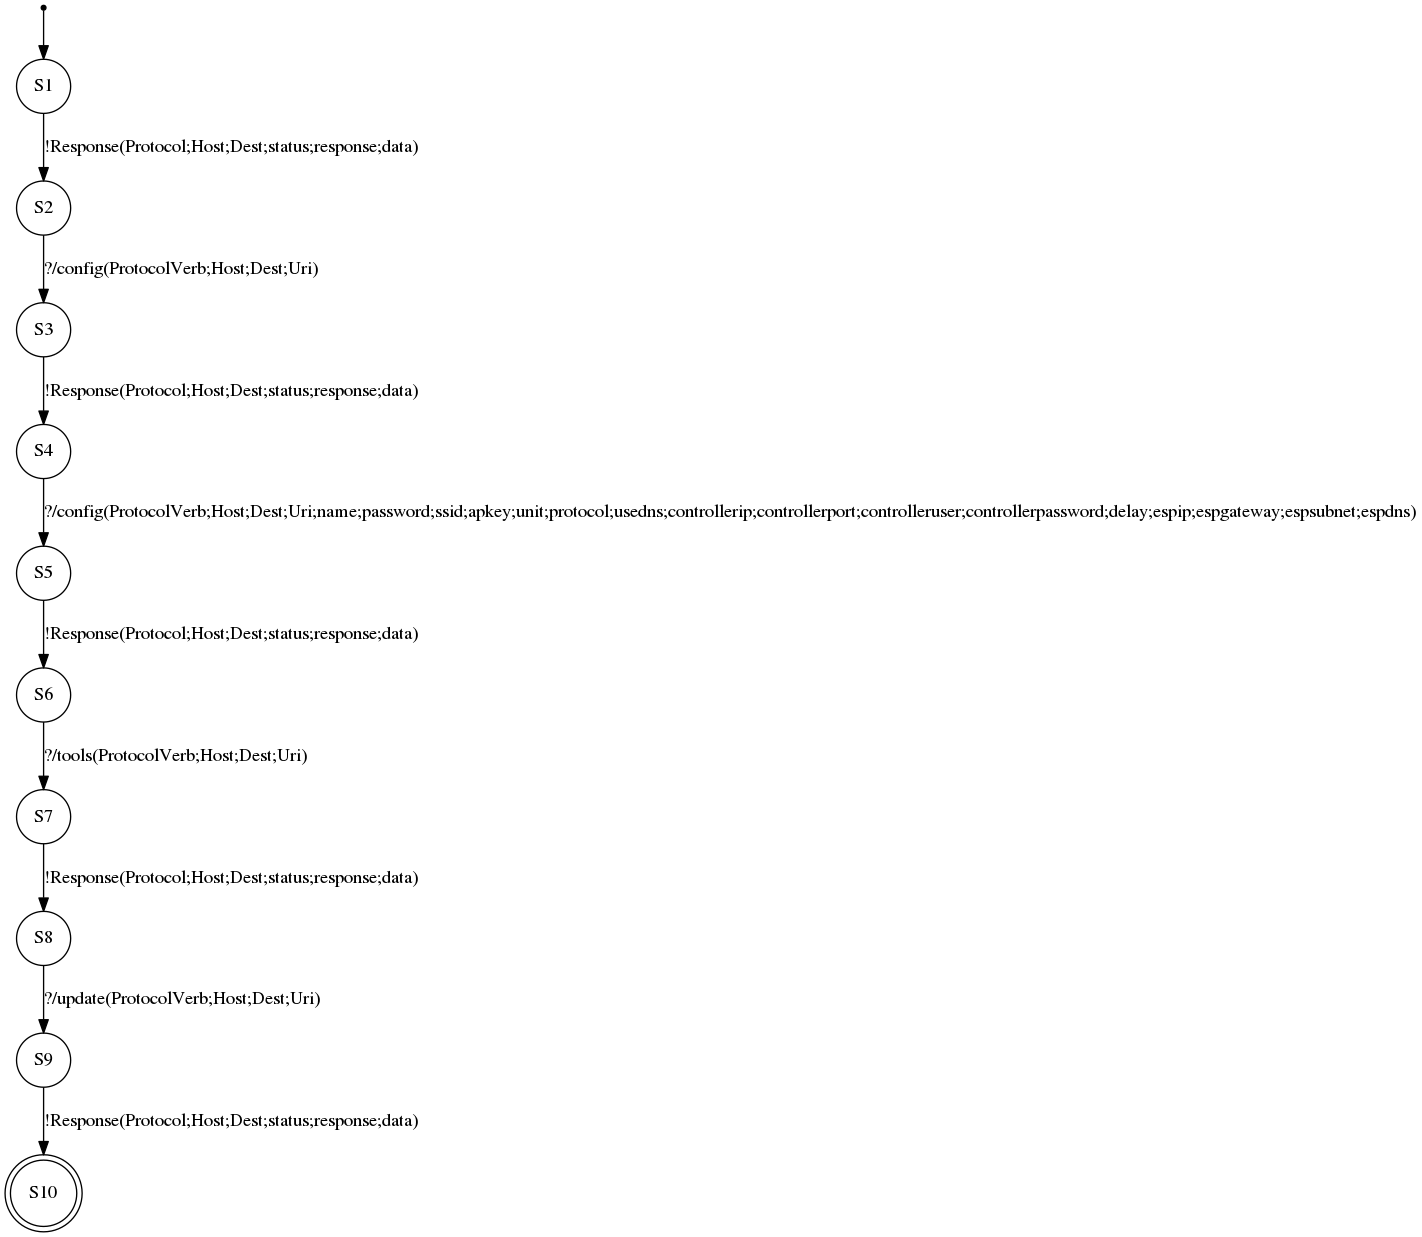 S1
!Response(Protocol;Host;Dest;status;response;data)
S2
?/config(ProtocolVerb;Host;Dest;Uri)
S3
!Response(Protocol;Host;Dest;status;response;data)
S4
?/config(ProtocolVerb;Host;Dest;Uri;name;password;ssid;apkey;unit;protocol;usedns;controllerip;controllerport;controlleruser;controllerpassword;delay;espip;espgateway;espsubnet;espdns)
S5
!Response(Protocol;Host;Dest;status;response;data)
S6
?/tools(ProtocolVerb;Host;Dest;Uri)
S7
!Response(Protocol;Host;Dest;status;response;data)
S8
?/update(ProtocolVerb;Host;Dest;Uri)
S9
!Response(Protocol;Host;Dest;status;response;data)
S10